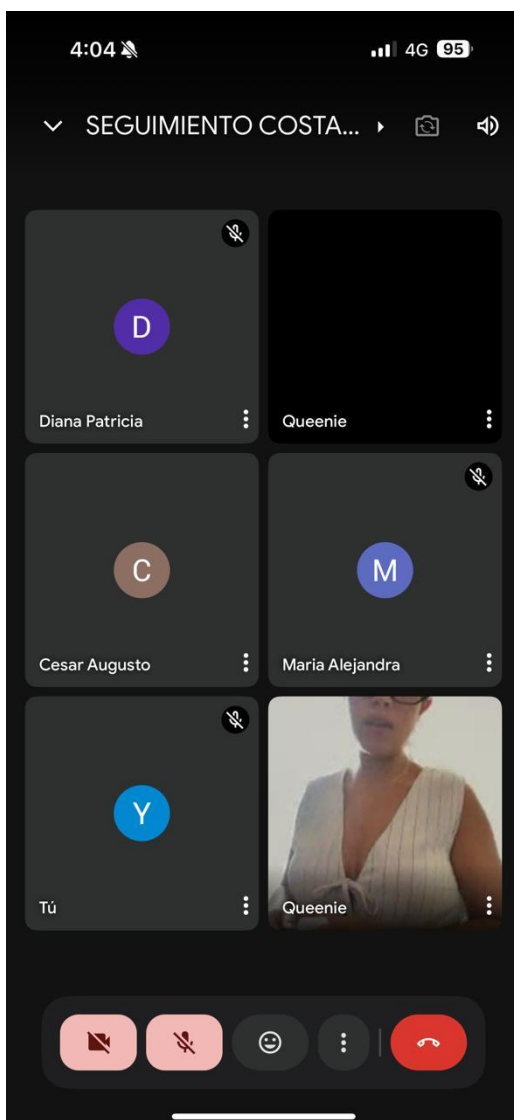 4:04
4G 95
SEGUIMIENTO COSTA...
D
Diana Patricia
Queenie
C
Cesar Augusto
M
Maria Alejandra
Y
Tú
Queenie